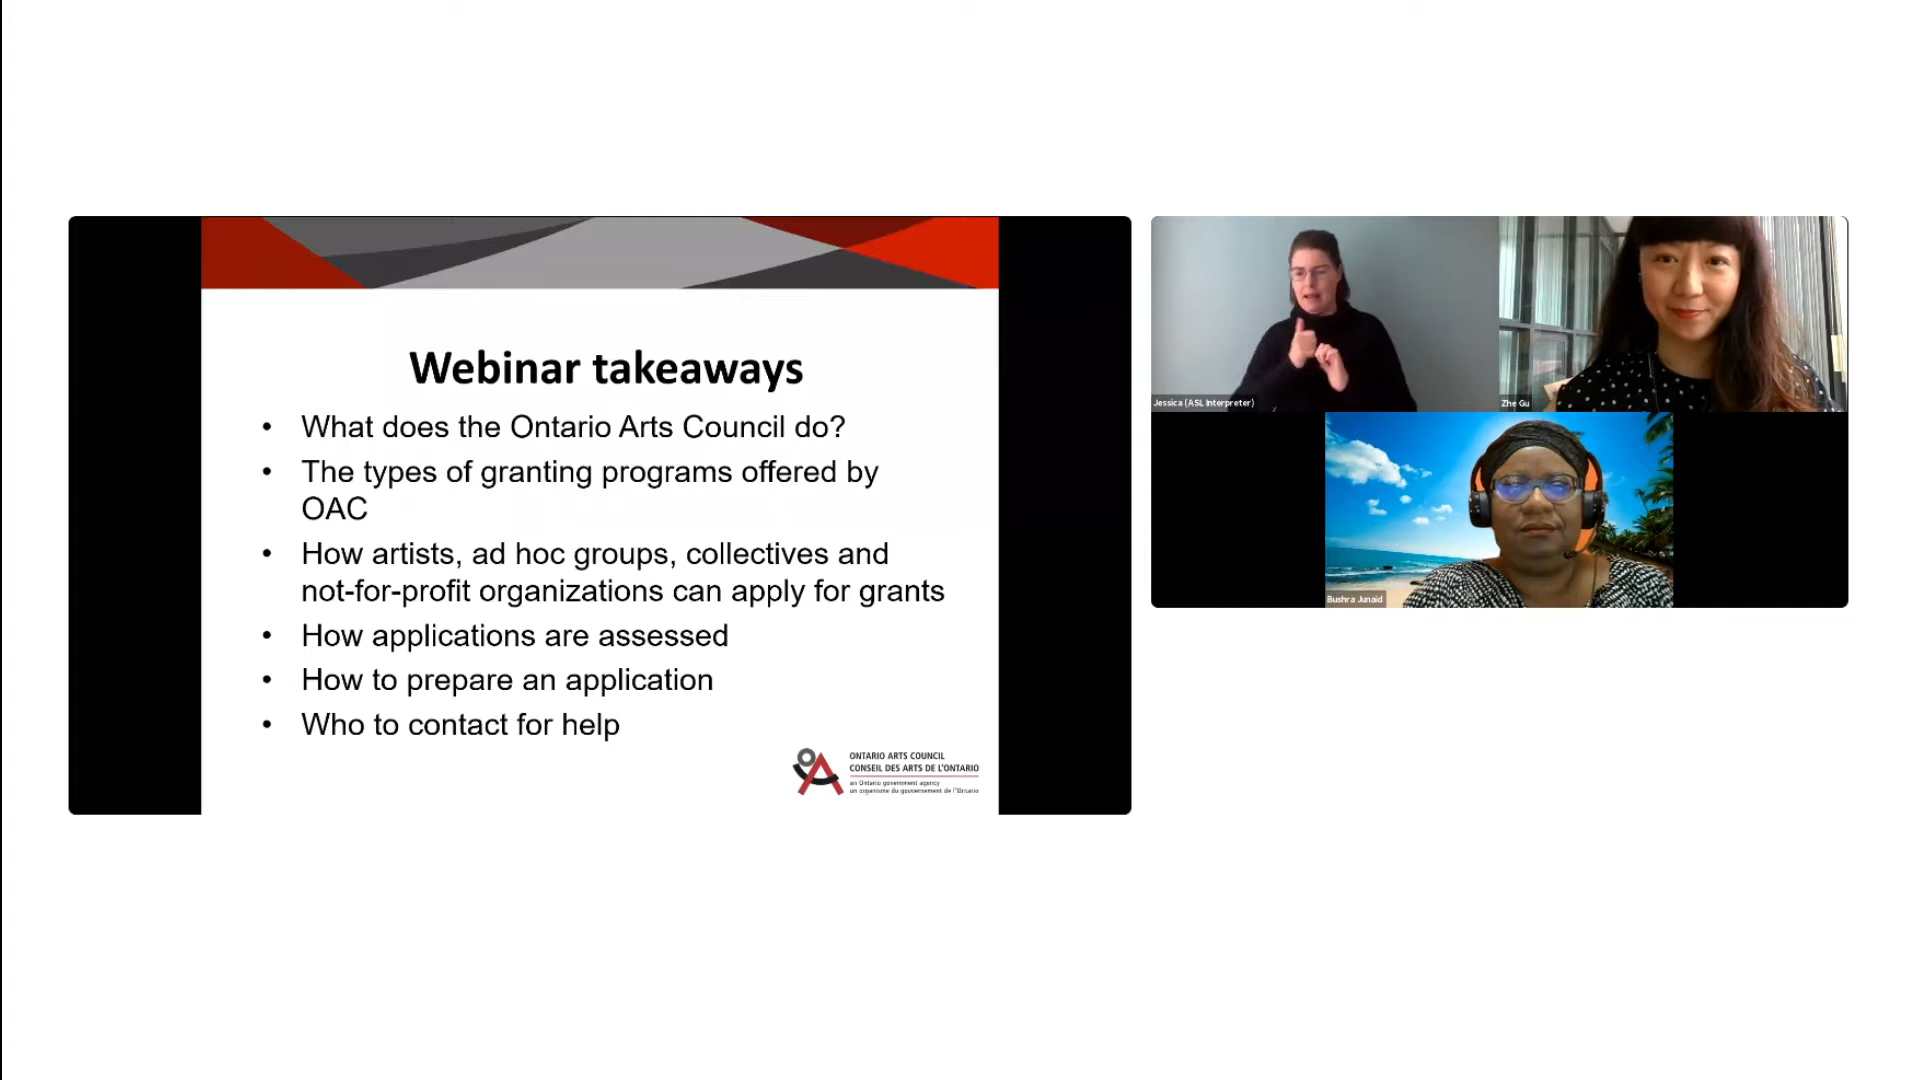 Webinar takeaways
• What does the Ontario Arts Council do?
• The types of granting programs offered by
OAC
• How artists, ad hoc groups, collectives and
not-for-profit organizations can apply for grants
• How applications are assessed
• How to prepare an application
• Who to contact for help
ONTARIO ARTS COUNCIL
CONSEIL DES ARTS DE L'ONTARIO
an Ontario government agency
un organisme du gouvernement de l'Ontario
Jessica (ASL Interpreter)
Zhe Gu
Bushra Junaid